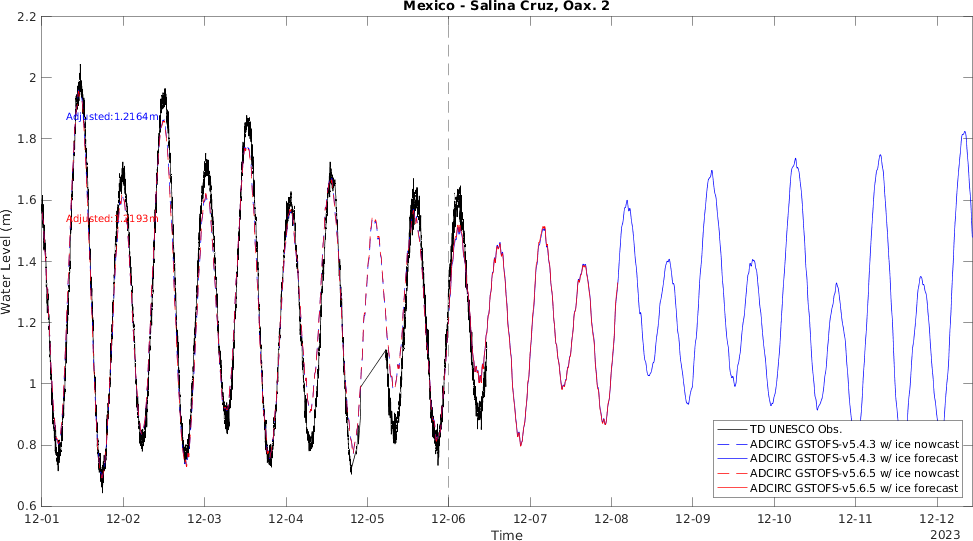 Mexico - Salina Cruz, Oax. 2
2.2
2
1.8
1.6
1.4
1.2
1
0.8
0.6
Water Level (m)
Adjusted:1.2164m
Adjusted:1.2193m
TD UNESCO Obs.
ADCIRC GSTOFS-v5.4.3 w/ ice nowcast
ADCIRC GSTOFS-v5.4.3 w/ ice forecast
ADCIRC GSTOFS-v5.6.5 w/ ice nowcast
ADCIRC GSTOFS-v5.6.5 w/ ice forecast
12-01 12-02 12-03 12-04 12-05 12-06 12-07 12-08 12-09 12-10 12-11 12-12
Time 2023